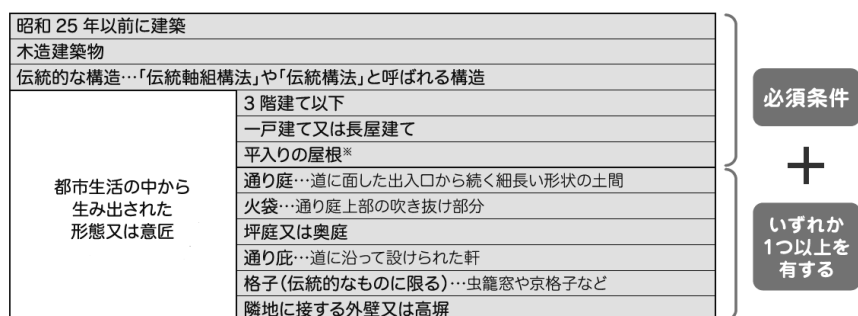 昭和 25 年以前に建築
木造建築物
伝統的な構造…「伝統軸組構法」や「伝統構法」と呼ばれる構造
都市生活の中から
生み出された
形態又は意匠
3 階建て以下
一戸建て又は長屋建て
平入りの屋根※
通り庭…道に面した出入口から続く細長い形状の土間
火袋…通り庭上部の吹き抜け部分
坪庭又は奥庭
通り庇…道に沿って設けられた軒
格子(伝統的なものに限る)…虫籠窓や京格子など
隣地に接する外壁又は高塀
必須条件
+
いずれか
1つ以上を
有する